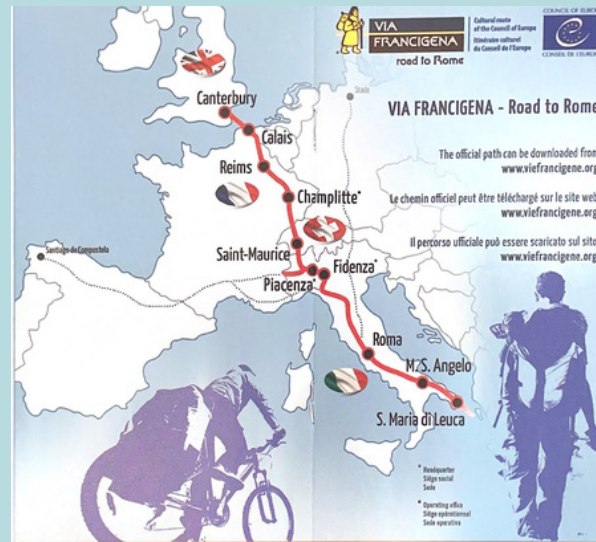 VIA
FRANCIGENA
road to Rome
Cultural route
of the Council of Europe
Itinéraire culturel
du Conseil de l'Europe
COUNCIL OF EUROPE
CONSEIL DE L'EUROPE
VIA FRANCIGENA - Road to Rome
The official path can be downloaded from
www.viefrancigene.org
Le chemin officiel peut être téléchargé sur le site web
www.viefrancigene.org
Il percorso ufficiale può essere scaricato sul sito
www.viefrancigene.org
Stade
Canterbury
Calais
Reims
Champlitte*
Santiago de Compostela
Saint-Maurice
Fidenza*
Piacenza*
Roma
M. S. Angelo
S. Maria di Leuca
* Headquarter
Siège social
Sede
* Operating office
Siège opérationnel
Sede operativa